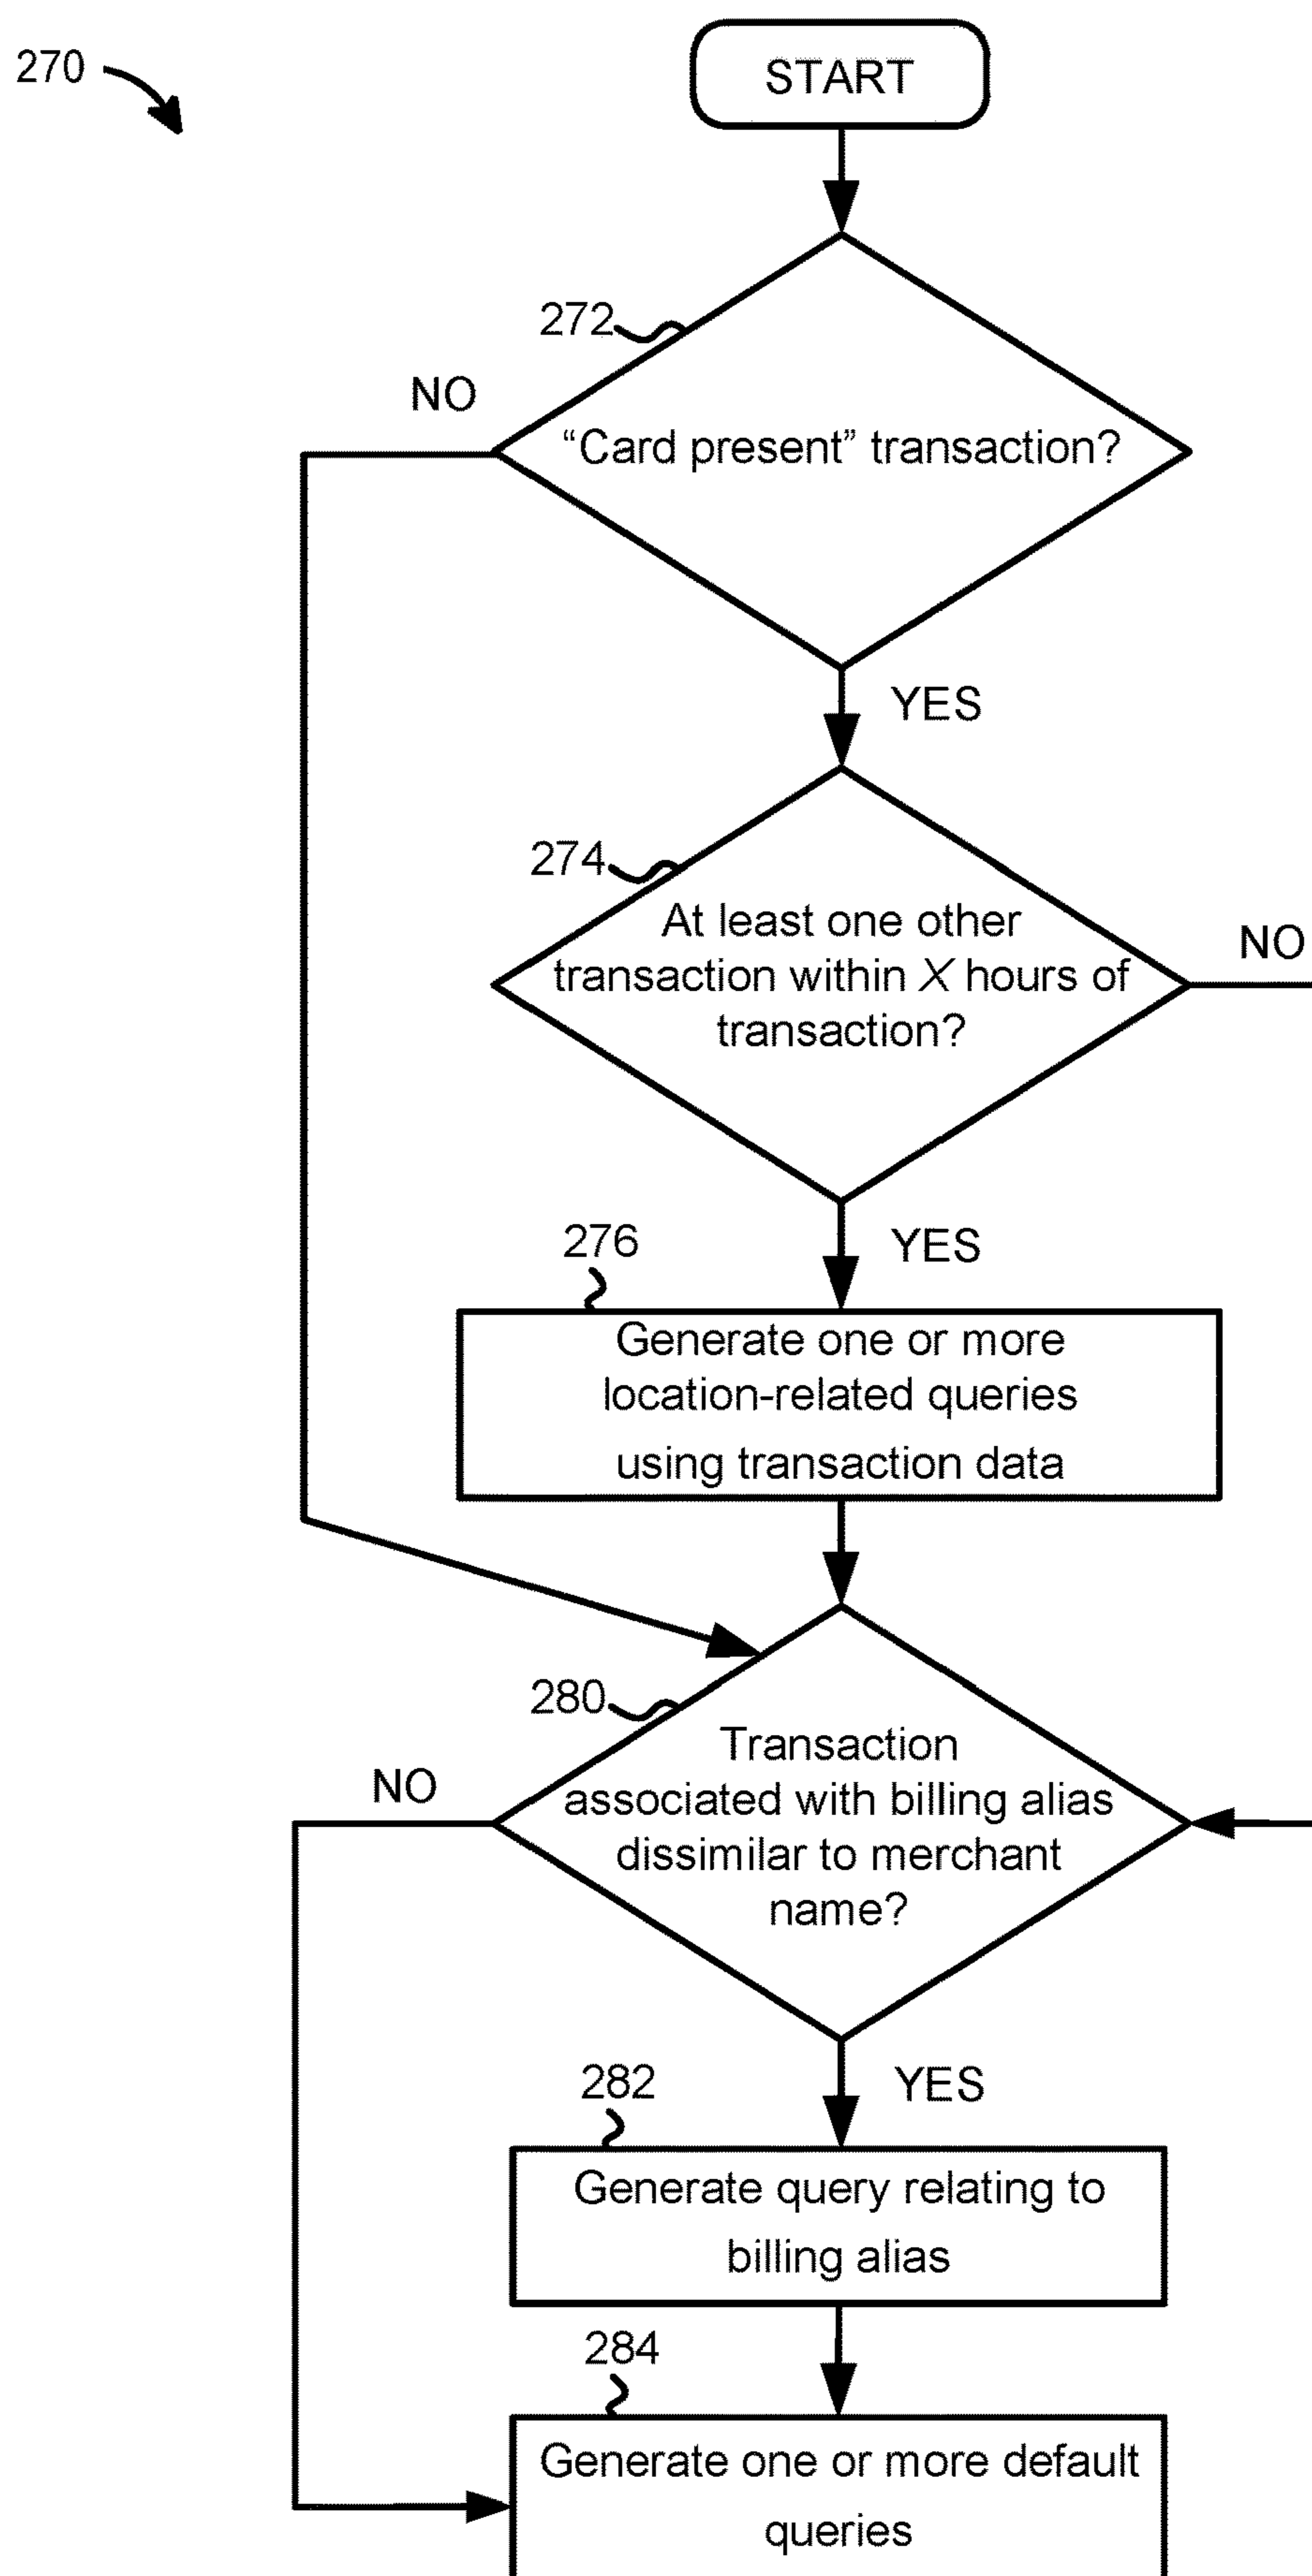 270
START
272
NO
“Card present” transaction?
YES
274
At least one other
transaction within X hours of
transaction?
NO
YES
276
Generate one or more
location-related queries
using transaction data
280
NO
Transaction
associated with billing alias
dissimilar to merchant
name?
YES
282
Generate query relating to
billing alias
284
Generate one or more default
queries